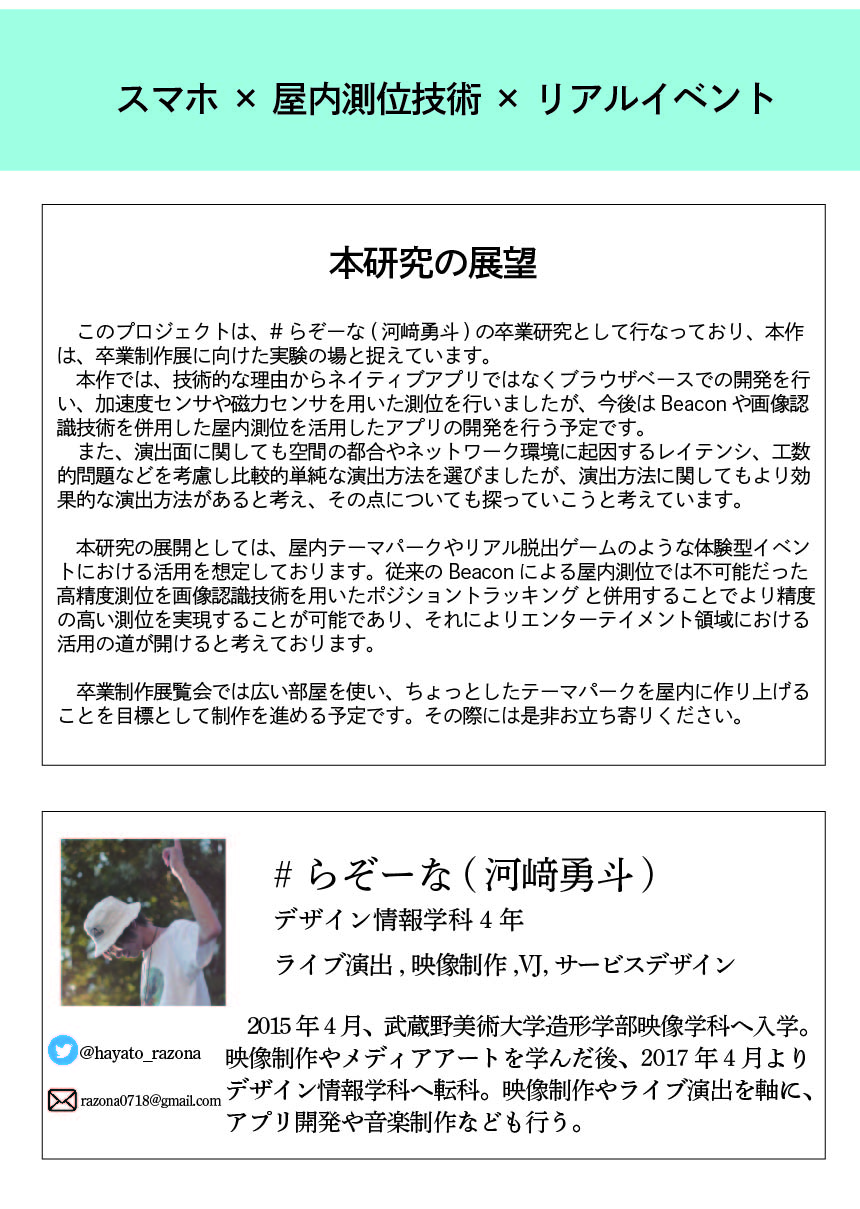 スマホ × 屋内測位技術 × リアルイベント
本研究の展望
このプロジェクトは、# らぞーな ( 河﨑勇斗 ) の卒業研究として行なっており、本作
は、卒業制作展に向けた実験の場と捉えています。
本作では、技術的な理由からネイティブアプリではなくブラウザベースでの開発を行
い、加速度センサや磁力センサを用いた測位を行いましたが、今後は Beacon や画像認
識技術を併用した屋内測位を活用したアプリの開発を行う予定です。
また、演出面に関しても空間の都合やネットワーク環境に起因するレイテンシ、工数
的問題などを考慮し比較的単純な演出方法を選びましたが、演出方法に関してもより効
果的な演出方法があると考え、その点についても探っていこうと考えています。
本研究の展開としては、屋内テーマパークやリアル脱出ゲームのような体験型イベン
トにおける活用を想定しております。従来の Beacon による屋内測位では不可能だった
高精度測位を画像認識技術を用いたポジショントラッキング と併用することでより精度
の高い測位を実現することが可能であり、それによりエンターテイメント領域における
活用の道が開けると考えております。
卒業制作展覧会では広い部屋を使い、ちょっとしたテーマパークを屋内に作り上げる
ことを目標として制作を進める予定です。その際には是非お立ち寄りください。
# らぞーな ( 河﨑勇斗 )
デザイン情報学科 4 年
ライブ演出 , 映像制作 ,VJ, サービスデザイン
@hayato_razona
razona0718@gmail.com
2015 年 4 月、武蔵野美術大学造形学部映像学科へ入学。
映像制作やメディアアートを学んだ後、2017 年 4 月より
デザイン情報学科へ転科。映像制作やライブ演出を軸に、
アプリ開発や音楽制作なども行う。